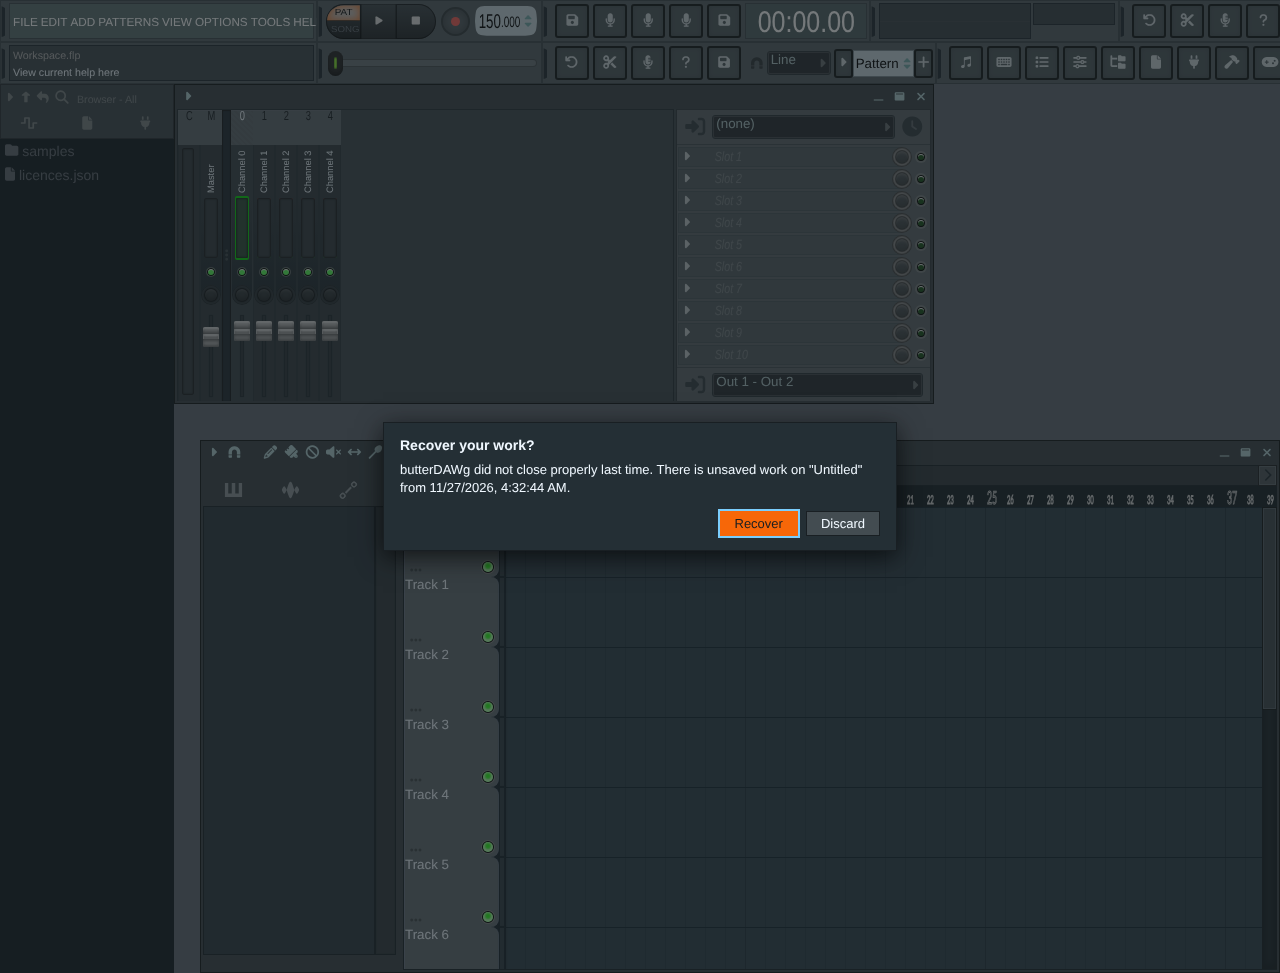 FILE EDIT ADD PATTERNS VIEW OPTIONS TOOLS HEL
PAT
SONG
150.000
00:00.00
Workspace.flp
View current help here
Line
Pattern
Browser - All
samples
licences.json
C M 0 1 2 3 4
Master
Channel 0
Channel 1
Channel 2
Channel 3
Channel 4
(none)
Slot 1
Slot 2
Slot 3
Slot 4
Slot 5
Slot 6
Slot 7
Slot 8
Slot 9
Slot 10
Out 1 - Out 2
Recover your work?
butterDAWg did not close properly last time. There is unsaved work on "Untitled"
from 11/27/2026, 4:32:44 AM.
Recover
Discard
21 22 23 24 25 26 27 28 29 30 31 32 33 34 35 36 37 38 39
Track 1
Track 2
Track 3
Track 4
Track 5
Track 6